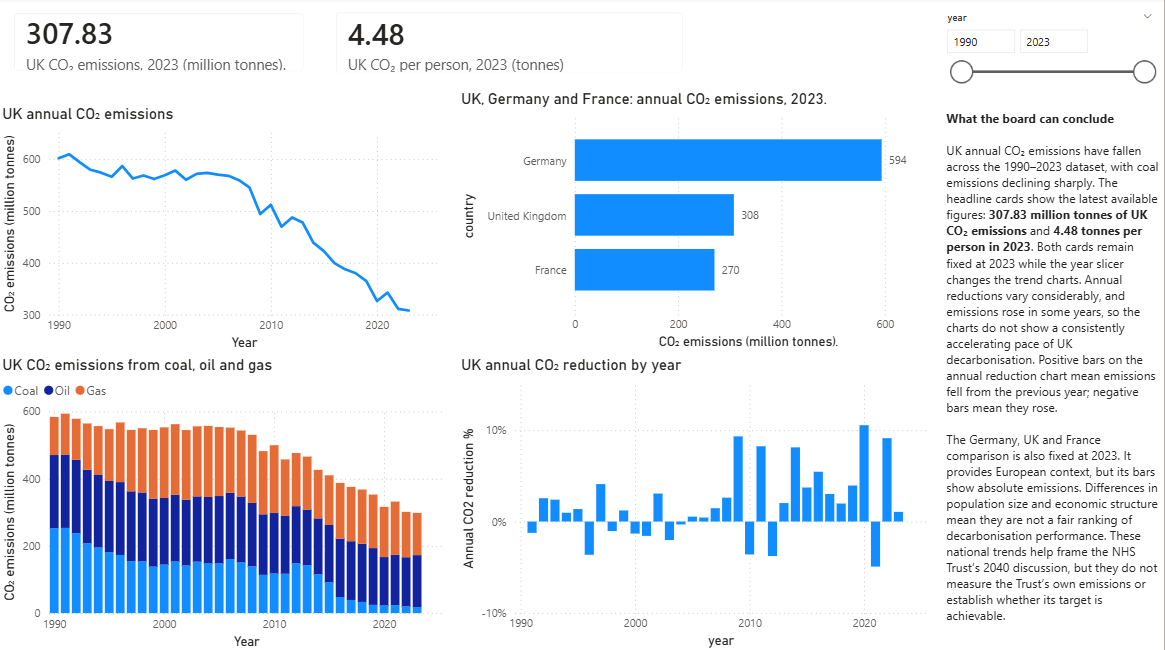 307.83
UK CO₂ emissions, 2023 (million tonnes).
4.48
UK CO₂ per person, 2023 (tonnes)
year
1990
2023
UK annual CO₂ emissions
CO₂ emissions (million tonnes)
600
500
400
300
1990
2000
2010
2020
Year
UK, Germany and France: annual CO₂ emissions, 2023.
country
Germany
594
United Kingdom
308
France
270
0
200
400
600
CO₂ emissions (million tonnes).
UK CO₂ emissions from coal, oil and gas
Coal
Oil
Gas
CO₂ emissions (million tonnes)
600
400
200
0
1990
2000
2010
2020
Year
UK annual CO₂ reduction by year
Annual CO2 reduction %
10%
0%
-10%
1990
2000
2010
2020
year
What the board can conclude
UK annual CO₂ emissions have fallen
across the 1990–2023 dataset, with coal
emissions declining sharply. The
headline cards show the latest available
figures: 307.83 million tonnes of UK
CO₂ emissions and 4.48 tonnes per
person in 2023. Both cards remain
fixed at 2023 while the year slicer
changes the trend charts. Annual
reductions vary considerably, and
emissions rose in some years, so the
charts do not show a consistently
accelerating pace of UK
decarbonisation. Positive bars on the
annual reduction chart mean emissions
fell from the previous year; negative
bars mean they rose.
The Germany, UK and France
comparison is also fixed at 2023. It
provides European context, but its bars
show absolute emissions. Differences in
population size and economic structure
mean they are not a fair ranking of
decarbonisation performance. These
national trends help frame the NHS
Trust's 2040 discussion, but they do not
measure the Trust's own emissions or
establish whether its target is
achievable.